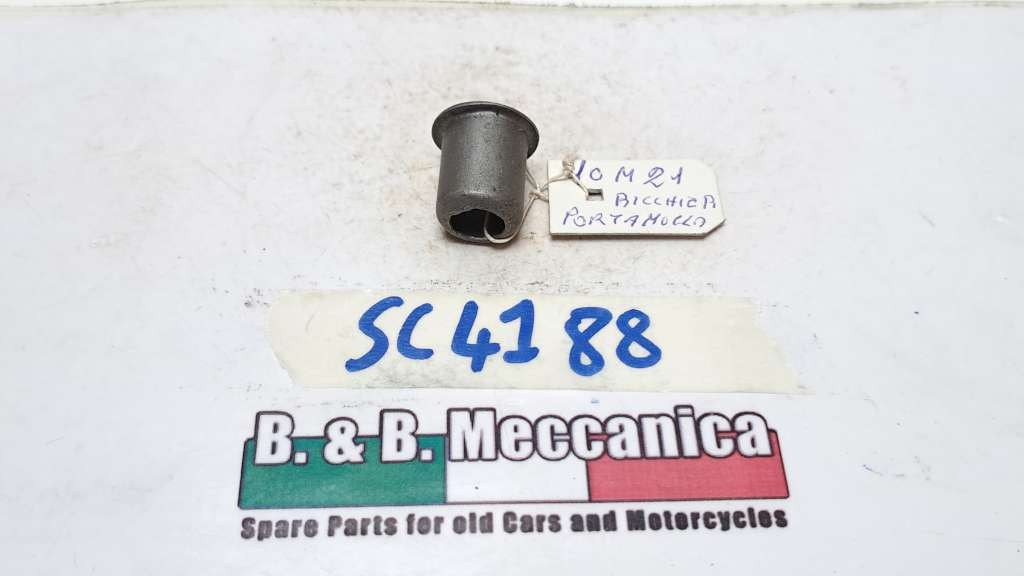 10 M 21
BICCHIER
PORTAMOLLA
SC4188
B. & B. Meccanica
Spare Parts for old Cars and Motorcycles